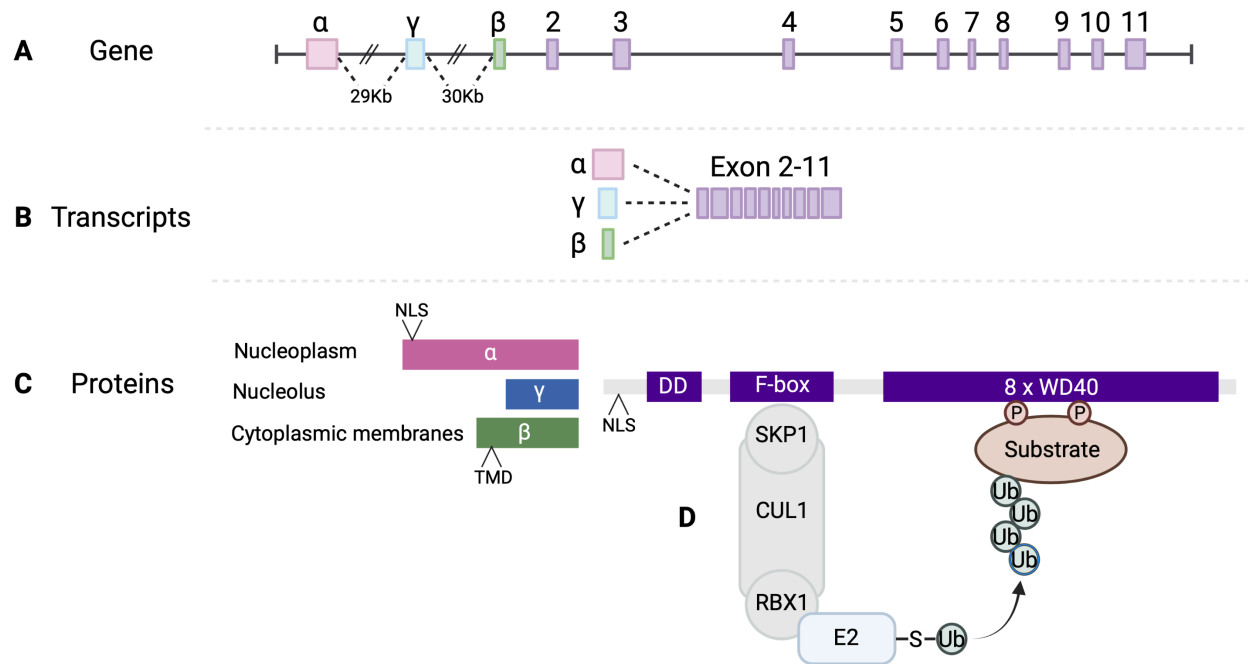 α γ β 2 3 4 5 6 7 8 9 10 11
A Gene
29Kb 30Kb
α Exon 2-11
B Transcripts γ
β
NLS
Nucleoplasm α
C Proteins Nucleolus γ DD F-box 8 x WD40
NLS P P
Cytoplasmic membranes β SKP1 Substrate
TMD
Ub
D CUL1 Ub
Ub
Ub
RBX1
E2 S Ub